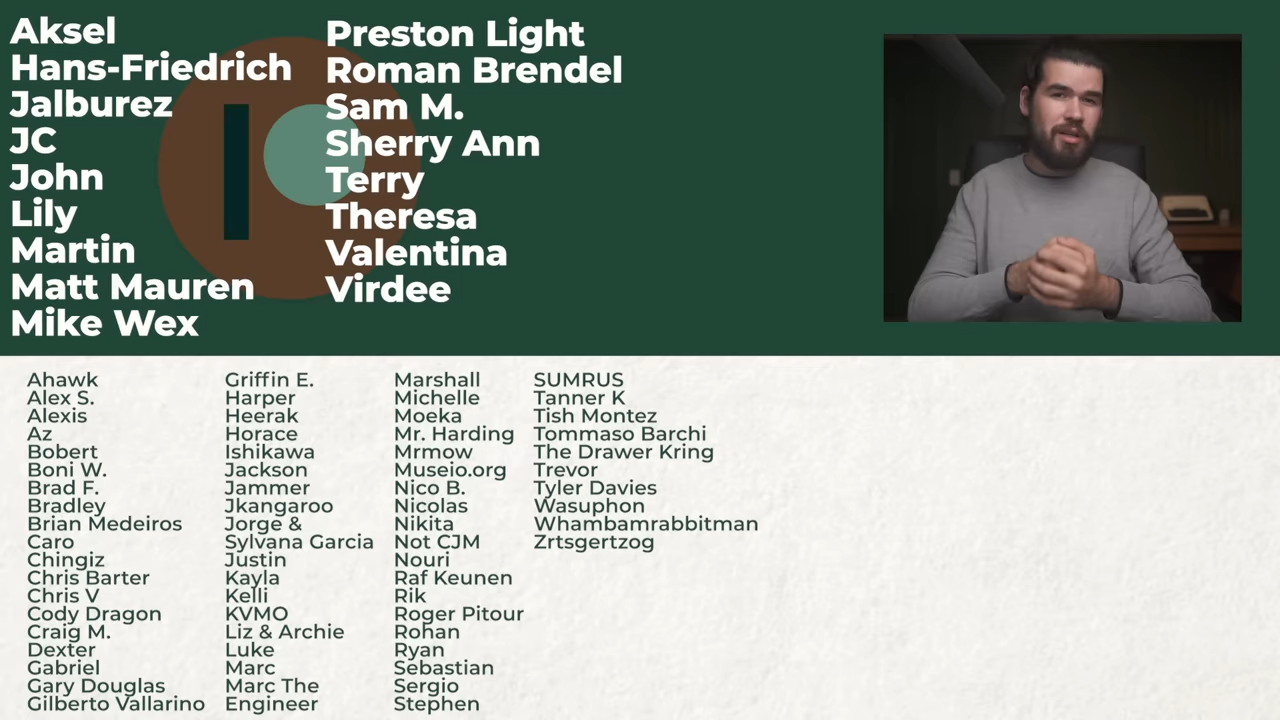 Aksel
Hans-Friedrich
Jalburez
JC
John
Lily
Martin
Matt Mauren
Mike Wex
Preston Light
Roman Brendel
Sam M.
Sherry Ann
Terry
Theresa
Valentina
Virdee
Ahawk
Alex S.
Alexis
Az
Bobert
Boni W.
Brad F.
Bradley
Brian Medeiros
Caro
Chingiz
Chris Barter
Chris V
Cody Dragon
Craig M.
Dexter
Gabriel
Gary Douglas
Gilberto Vallarino
Griffin E.
Harper
Heerak
Horace
Ishikawa
Jackson
Jammer
Jkangaroo
Jorge &
Sylvana Garcia
Justin
Kayla
Kelli
KVMO
Liz & Archie
Luke
Marc
Marc The
Engineer
Marshall
Michelle
Moeka
Mr. Harding
Mrmow
Museio.org
Nico B.
Nicolas
Nikita
Not CJM
Nouri
Raf Keunen
Rik
Roger Pitour
Rohan
Ryan
Sebastian
Sergio
Stephen
SUMRUS
Tanner K
Tish Montez
Tommaso Barchi
The Drawer Kring
Trevor
Tyler Davies
Wasuphon
Whambamrabbitman
Zrtsgertzog